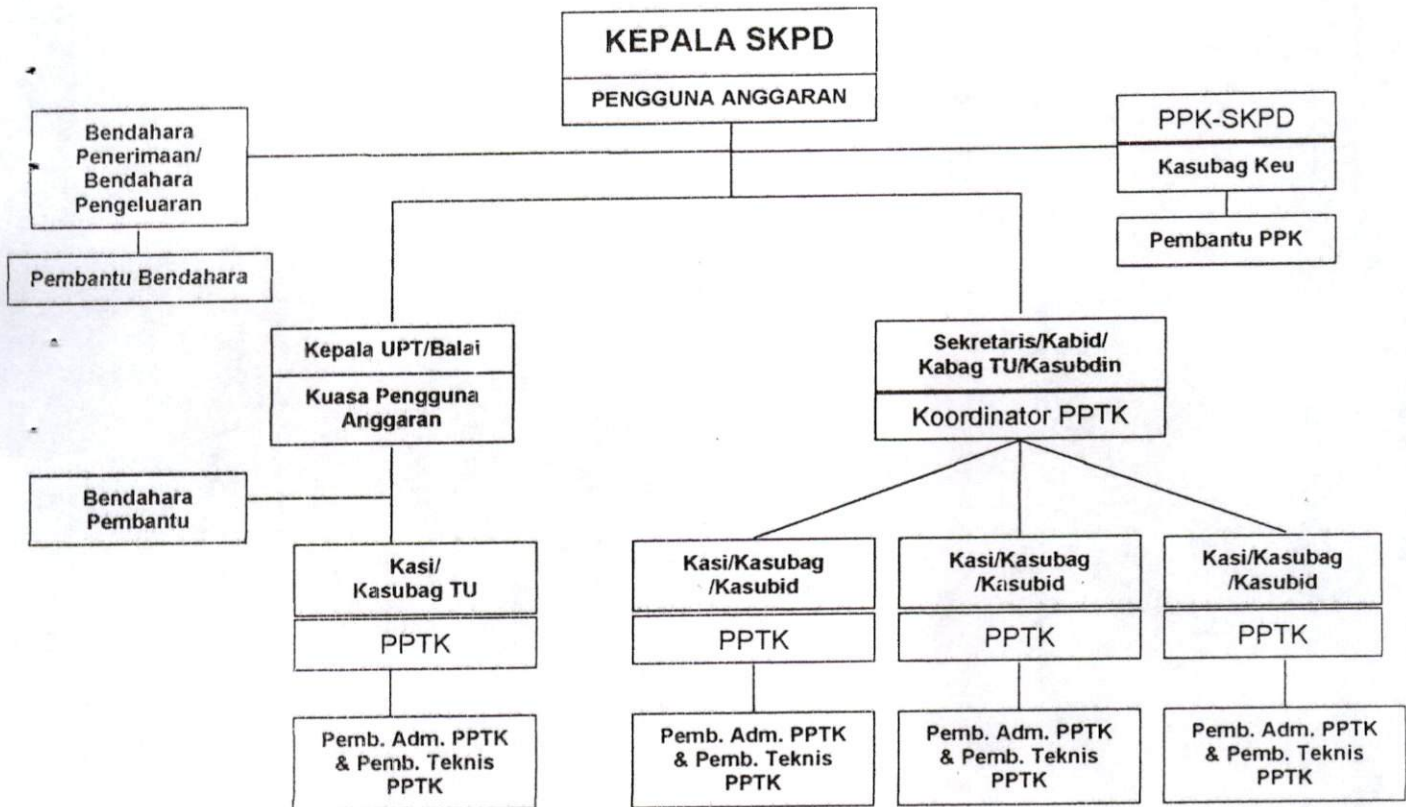 KEPALA SKPD
PENGGUNA ANGGARAN
Bendahara
Penerimaan/
Bendahara
Pengeluaran
PPK-SKPD
Kasubag Keu
Pembantu Bendahara
Pembantu PPK
Kepala UPT/Balai
Kuasa Pengguna
Anggaran
Sekretaris/Kabid/
Kabag TU/Kasubdin
Koordinator PPTK
Bendahara
Pembantu
Kasi/
Kasubag TU
PPTK
Kasi/Kasubag
/Kasubid
PPTK
Kasi/Kasubag
/Kasubid
PPTK
Kasi/Kasubag
/Kasubid
PPTK
Pemb. Adm. PPTK
& Pemb. Teknis
PPTK
Pemb. Adm. PPTK
& Pemb. Teknis
PPTK
Pemb. Adm. PPTK
& Pemb. Teknis
PPTK
Pemb. Adm. PPTK
& Pemb. Teknis
PPTK